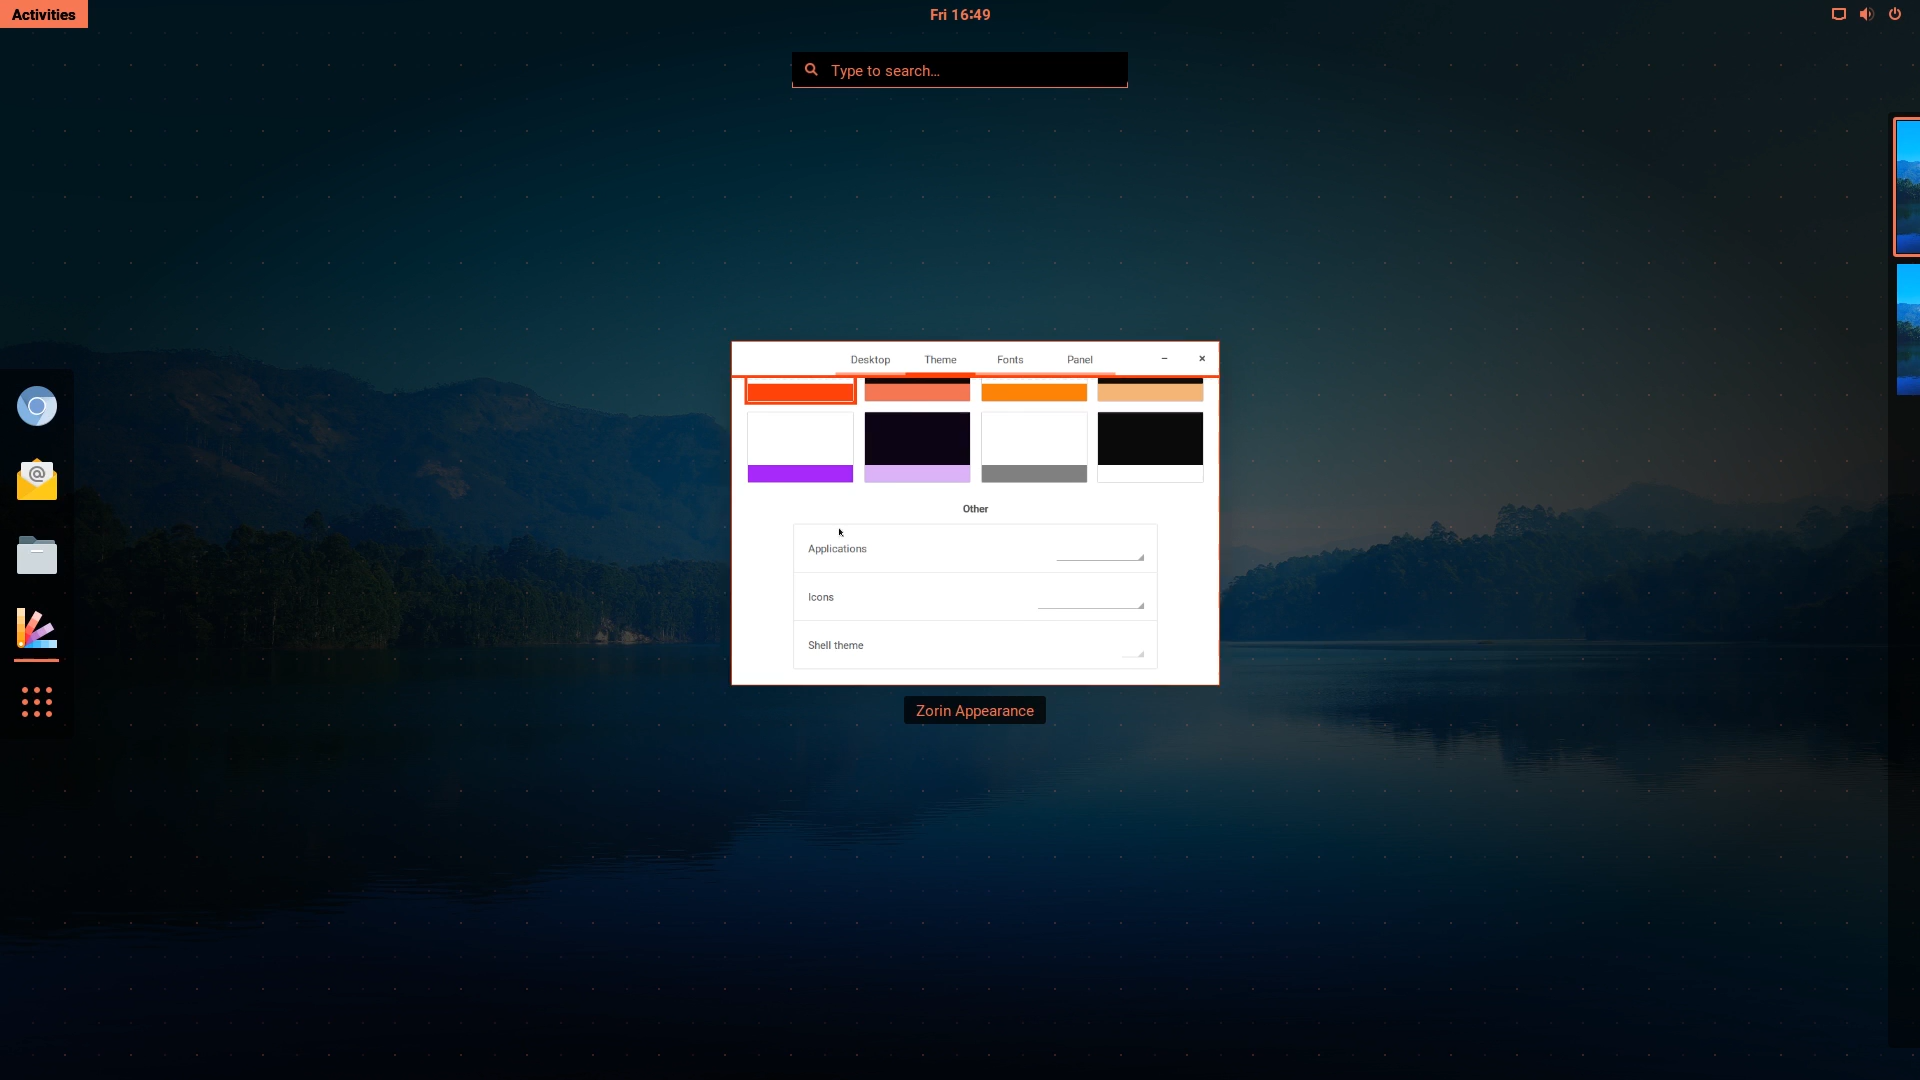 Activities
Fri 16:49
Type to search...
Desktop Theme Fonts Panel
Other
Applications
Icons
Shell theme
Zorin Appearance